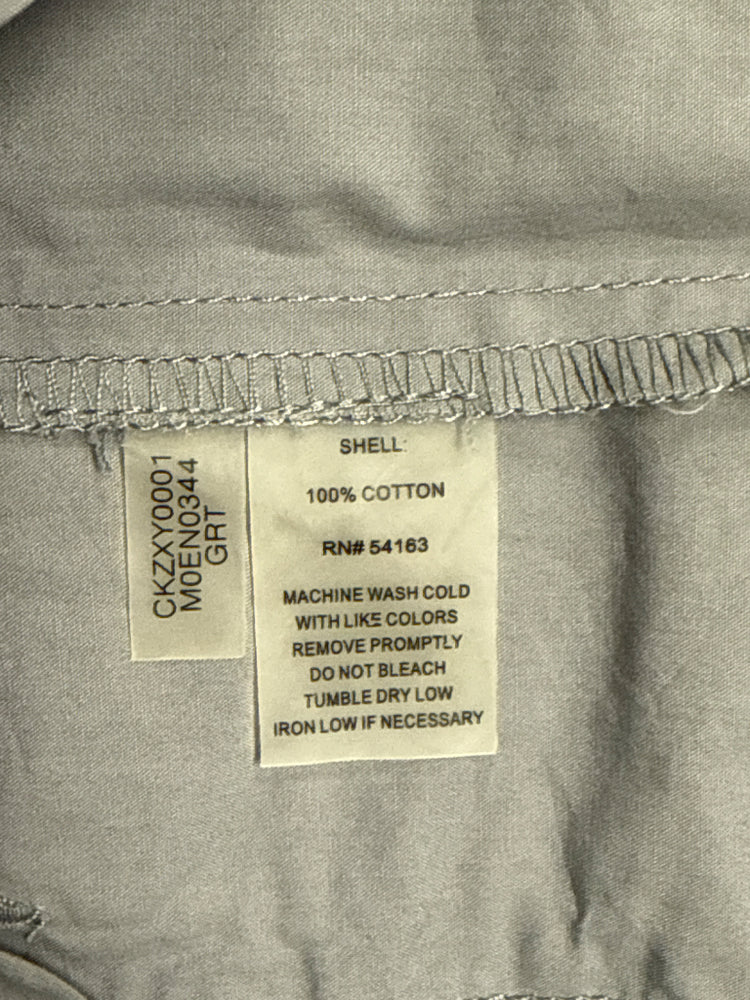 CKZXY0001
M0EN0344
GRT
SHELL:
100% COTTON
RN# 54163
MACHINE WASH COLD
WITH LIKE COLORS
REMOVE PROMPTLY
DO NOT BLEACH
TUMBLE DRY LOW
IRON LOW IF NECESSARY